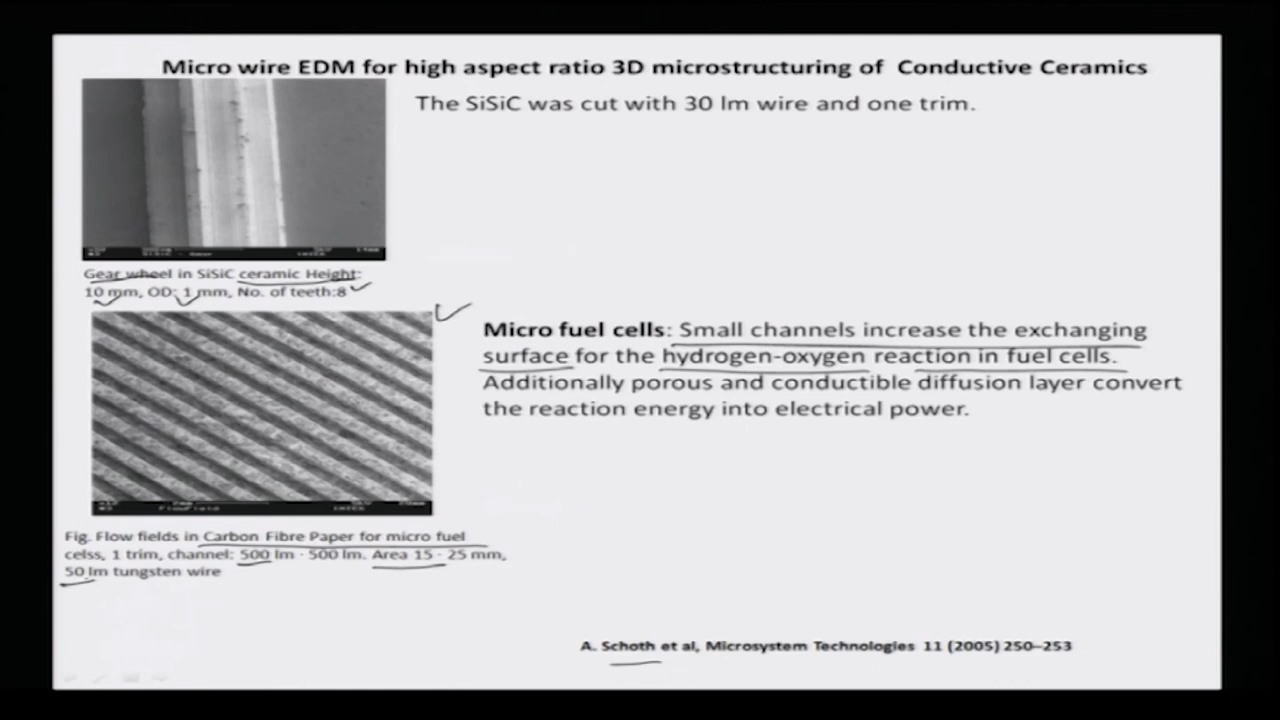 Micro wire EDM for high aspect ratio 3D microstructuring of Conductive Ceramics
The SiSiC was cut with 30 lm wire and one trim.
Gear wheel in SiSiC ceramic Height:
10 mm, OD: 1 mm, No. of teeth:8
Micro fuel cells: Small channels increase the exchanging
surface for the hydrogen-oxygen reaction in fuel cells.
Additionally porous and conductible diffusion layer convert
the reaction energy into electrical power.
Fig. Flow fields in Carbon Fibre Paper for micro fuel
celss, 1 trim, channel: 500 lm · 500 lm. Area 15 · 25 mm,
50 lm tungsten wire
A. Schoth et al, Microsystem Technologies 11 (2005) 250–253